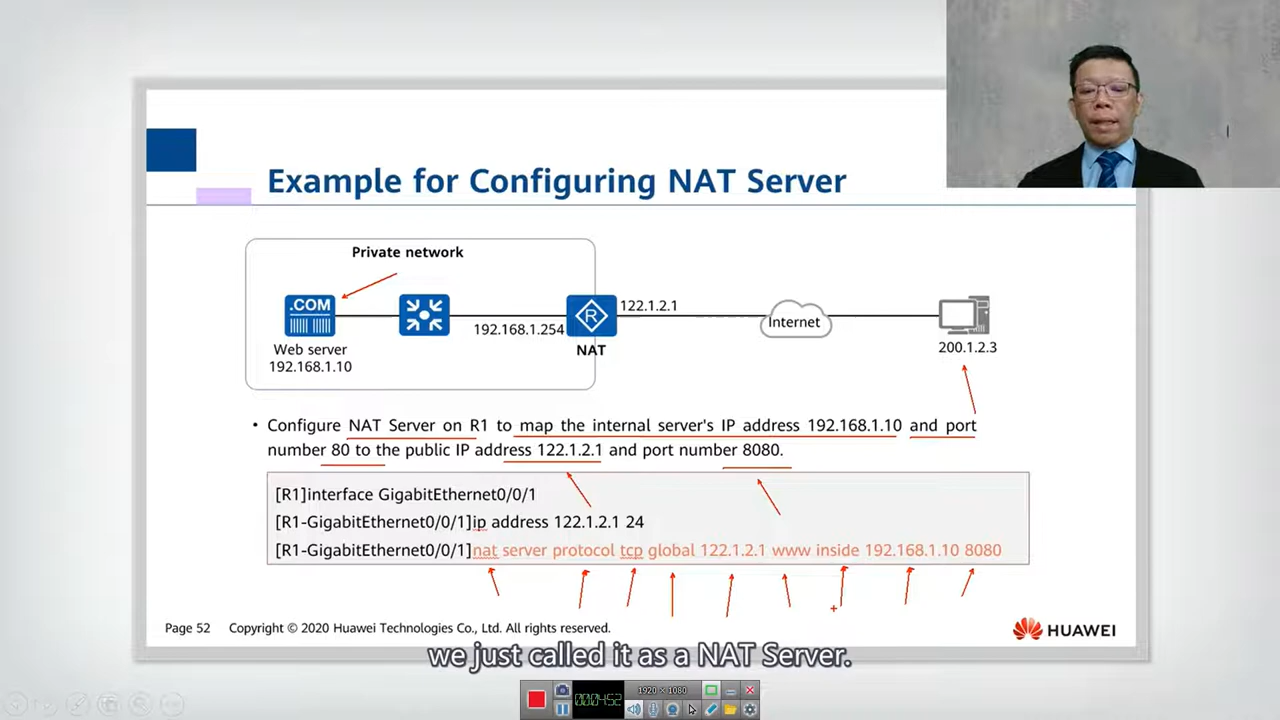 Example for Configuring NAT Server
Private network
.COM
R
122.1.2.1
Internet
192.168.1.254
Web server
192.168.1.10
NAT
200.1.2.3
• Configure NAT Server on R1 to map the internal server's IP address 192.168.1.10 and port
number 80 to the public IP address 122.1.2.1 and port number 8080.
[R1]interface GigabitEthernet0/0/1
[R1-GigabitEthernet0/0/1]ip address 122.1.2.1 24
[R1-GigabitEthernet0/0/1]nat server protocol tcp global 122.1.2.1 www inside 192.168.1.10 8080
Page 52 Copyright © 2020 Huawei Technologies Co., Ltd. All rights reserved.
HUAWEI
we just called it as a NAT Server.
1920 × 1080
000452